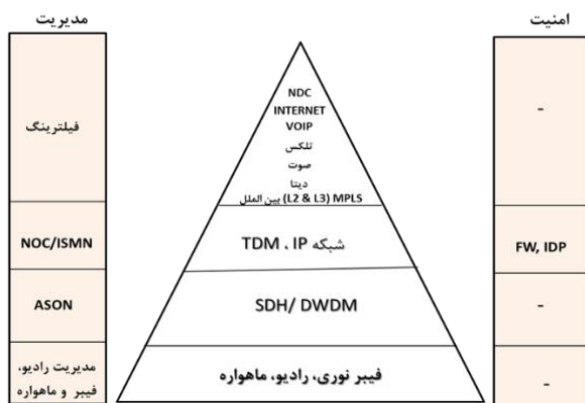 امنیت
مدیریت
-
NDC
INTERNET
VOIP
تلکس
صوت
دیتا
MPLS (L2 & L3) بین الملل
فیلترینگ
FW, IDP
شبکه TDM ، IP
NOC/ISMN
-
SDH/ DWDM
ASON
-
فیبر نوری، رادیو، ماهواره
مدیریت رادیو،
فیبر و ماهواره